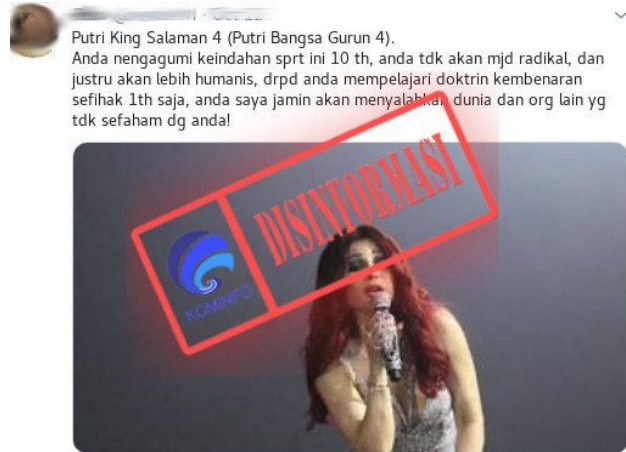 Putri King Salaman 4 (Putri Bangsa Gurun 4).
Anda nengagumi keindahan sprt ini 10 th, anda tdk akan mjd radikal, dan
justru akan lebih humanis, drpd anda mempelajari doktrin kembenaran
sefihak 1th saja, anda saya jamin akan menyalahkan dunia dan org lain yg
tdk sefaham dg anda!
DISINFORMASI
KOMINFO